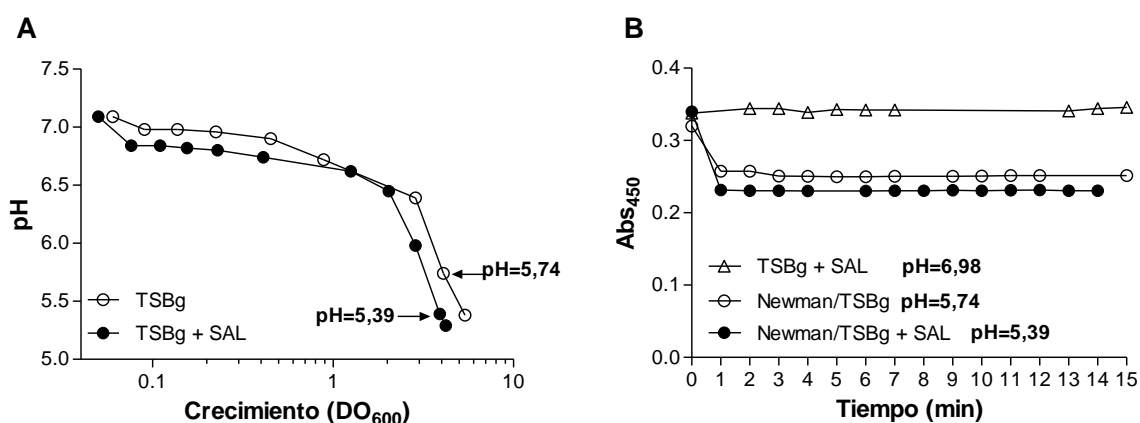 A
pH
7.5
7.0
6.5
6.0
5.5
5.0
pH=5,74
pH=5,39
TSBg
TSBg + SAL
0.1
1
10
Crecimiento (DO600)
B
Abs450
0.4
0.3
0.2
0.1
0.0
TSBg + SAL pH=6,98
Newman/TSBg pH=5,74
Newman/TSBg + SAL pH=5,39
0 1 2 3 4 5 6 7 8 9 10 11 12 13 14 15
Tiempo (min)